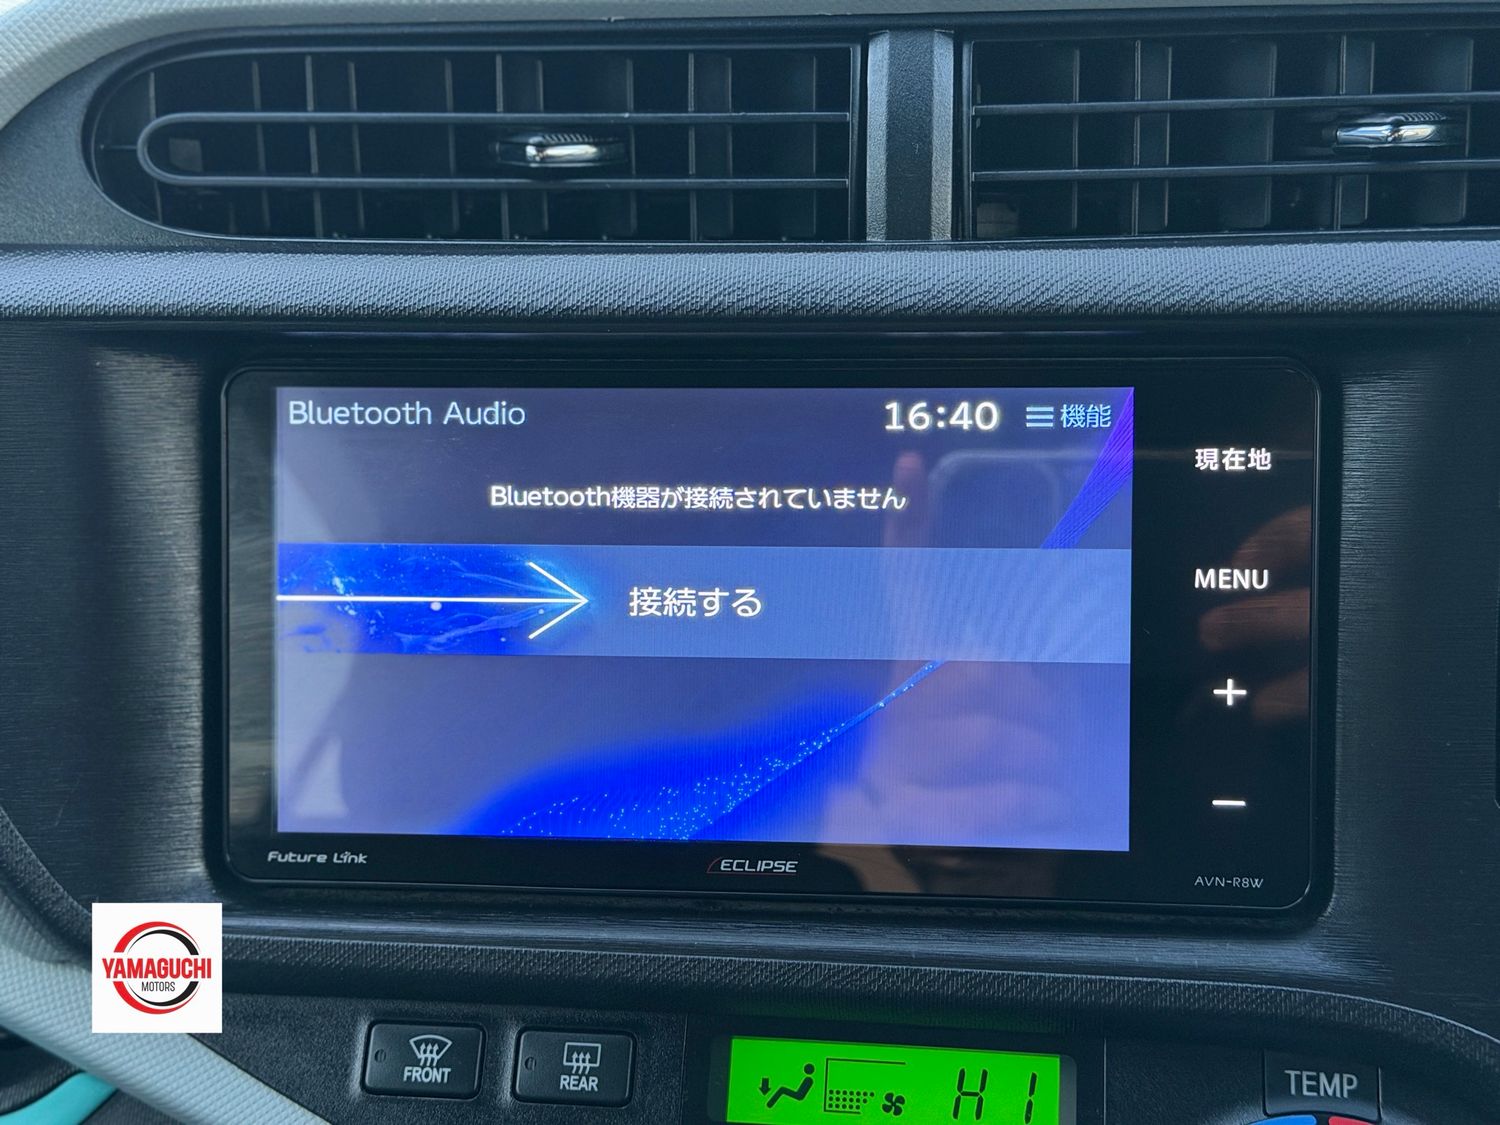 Bluetooth Audio
16:40
機能
現在地
Bluetooth機器が接続されていません
接続する
MENU
+
−
Future Link
ECLIPSE
AVN-R8W
YAMAGUCHI
MOTORS
FRONT
REAR
HI
TEMP